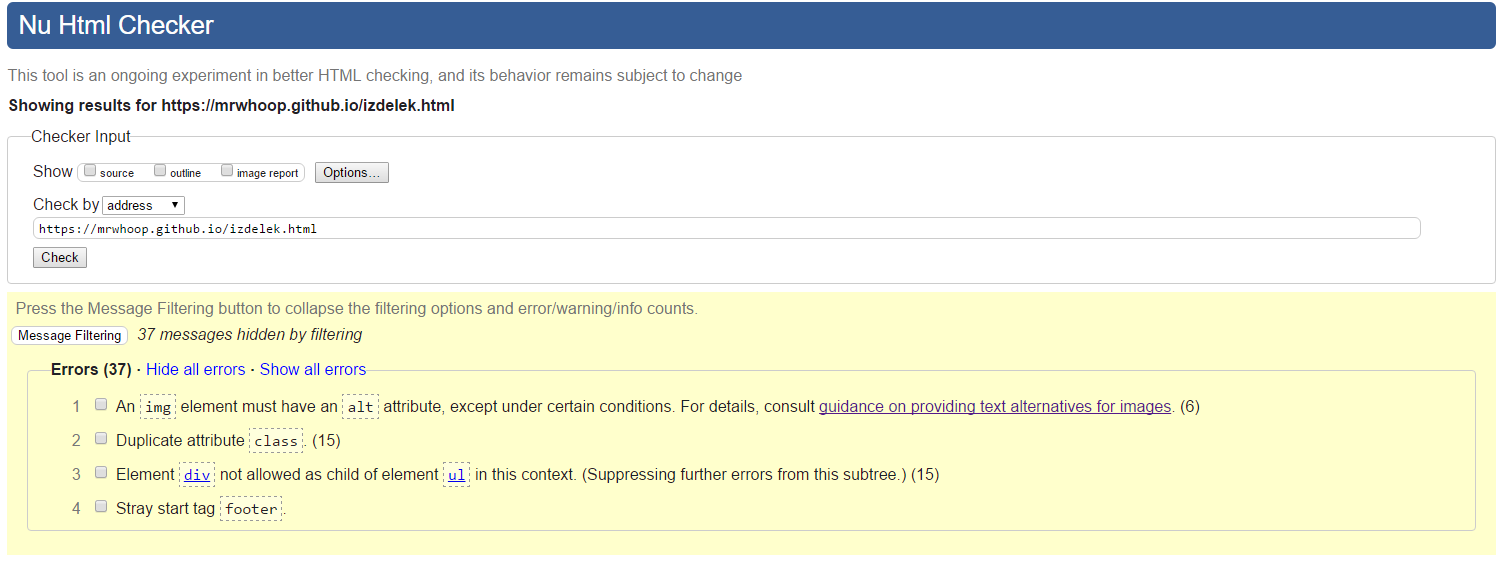 Nu Html Checker
This tool is an ongoing experiment in better HTML checking, and its behavior remains subject to change
Showing results for https://mrwhoop.github.io/izdelek.html
Checker Input
Show source outline image report Options...
Check by address
https://mrwhoop.github.io/izdelek.html
Check
Press the Message Filtering button to collapse the filtering options and error/warning/info counts.
Message Filtering 37 messages hidden by filtering
Errors (37) · Hide all errors · Show all errors
1 An img element must have an alt attribute, except under certain conditions. For details, consult guidance on providing text alternatives for images. (6)
2 Duplicate attribute class. (15)
3 Element div not allowed as child of element ul in this context. (Suppressing further errors from this subtree.) (15)
4 Stray start tag footer.